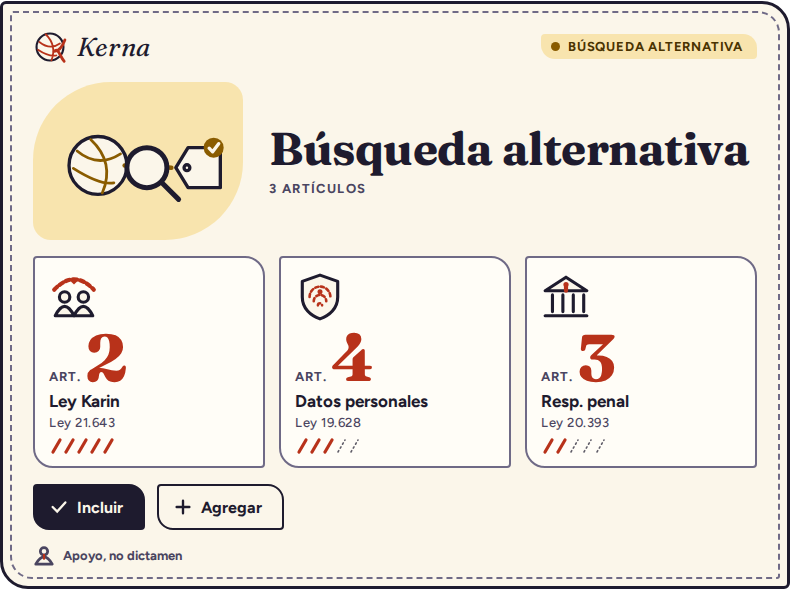 Kerna
BÚSQUEDA ALTERNATIVA
Búsqueda alternativa
3 ARTÍCULOS
ART. 2
Ley Karin
Ley 21.643
ART. 4
Datos personales
Ley 19.628
ART. 3
Resp. penal
Ley 20.393
Incluir
Agregar
Apoyo, no dictamen